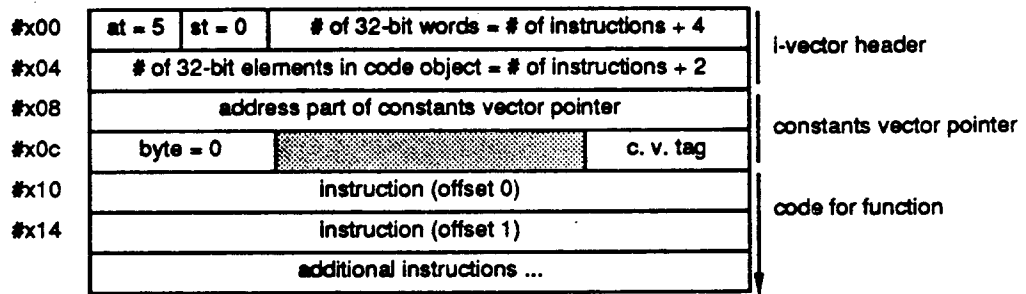 #x00 at = 5 st = 0 # of 32-bit words = # of instructions + 4
i-vector header
#x04 # of 32-bit elements in code object = # of instructions + 2
#x08 address part of constants vector pointer
constants vector pointer
#x0c byte = 0 c. v. tag
#x10 instruction (offset 0)
code for function
#x14 instruction (offset 1)
additional instructions ...